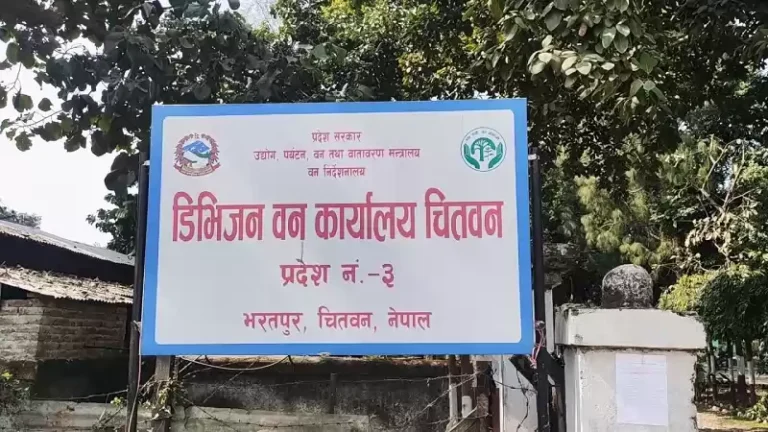 प्रदेश सरकार
उद्योग, पर्यटन, वन तथा वातावरण मन्त्रालय
वन निर्देशनालय
डिभिजन वन कार्यालय चितवन
प्रदेश नं.-३
भरतपुर, चितवन, नेपाल